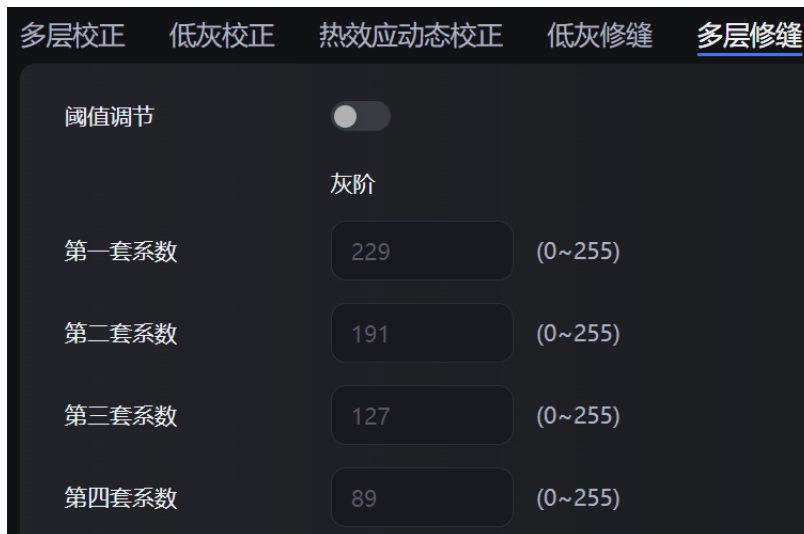 多层校正 低灰校正 热效应动态校正 低灰修缝 多层修缝
阈值调节
灰阶
第一套系数 229 (0~255)
第二套系数 191 (0~255)
第三套系数 127 (0~255)
第四套系数 89 (0~255)